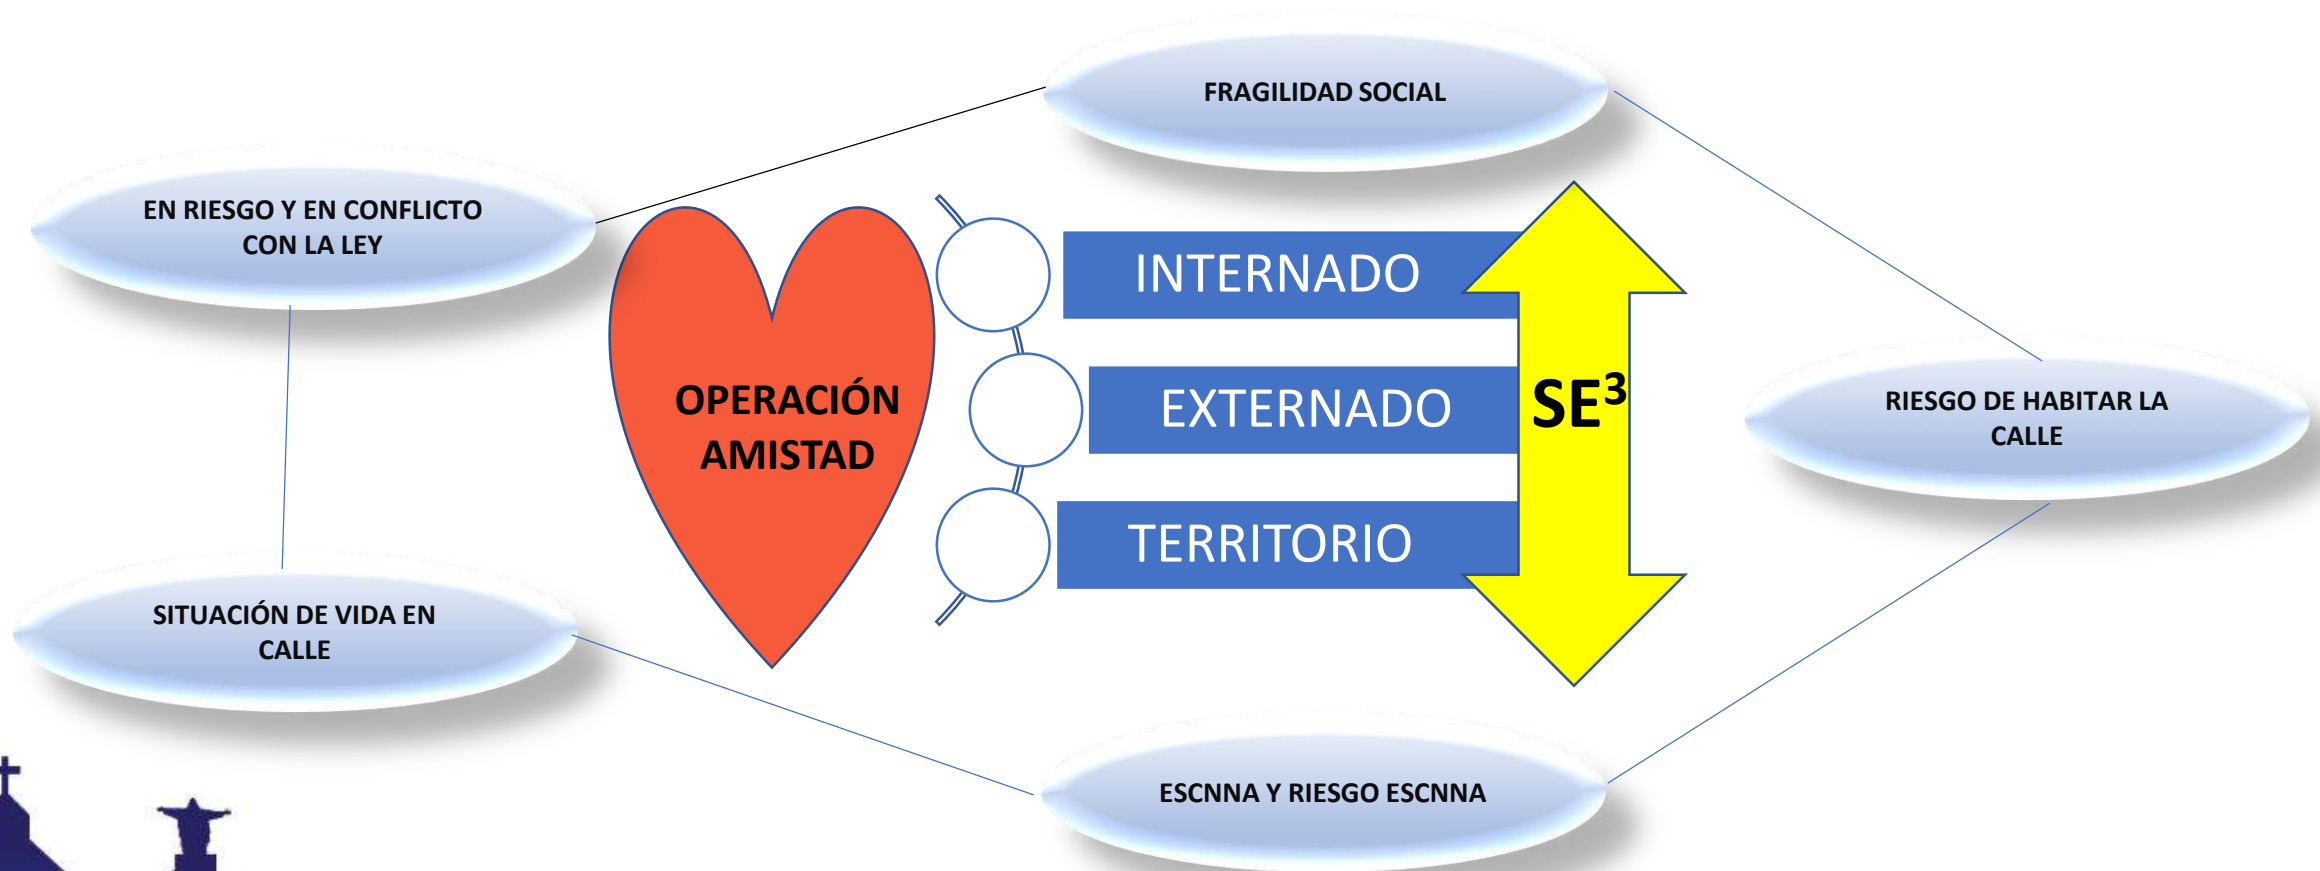 FRAGILIDAD SOCIAL
EN RIESGO Y EN CONFLICTO
CON LA LEY
INTERNADO
OPERACIÓN
AMISTAD
EXTERNADO
SE³
RIESGO DE HABITAR LA
CALLE
TERRITORIO
SITUACIÓN DE VIDA EN
CALLE
ESCNNA Y RIESGO ESCNNA